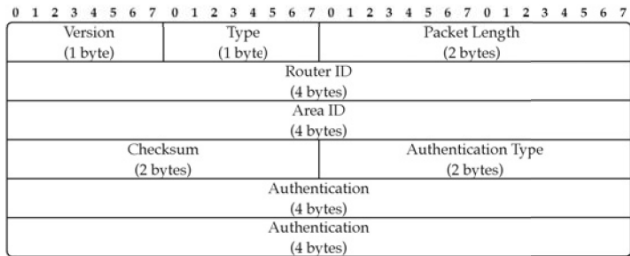 0 1 2 3 4 5 6 7 0 1 2 3 4 5 6 7 0 1 2 3 4 5 6 7 0 1 2 3 4 5 6 7
Version Type Packet Length
(1 byte) (1 byte) (2 bytes)
Router ID
(4 bytes)
Area ID
(4 bytes)
Checksum Authentication Type
(2 bytes) (2 bytes)
Authentication
(4 bytes)
Authentication
(4 bytes)